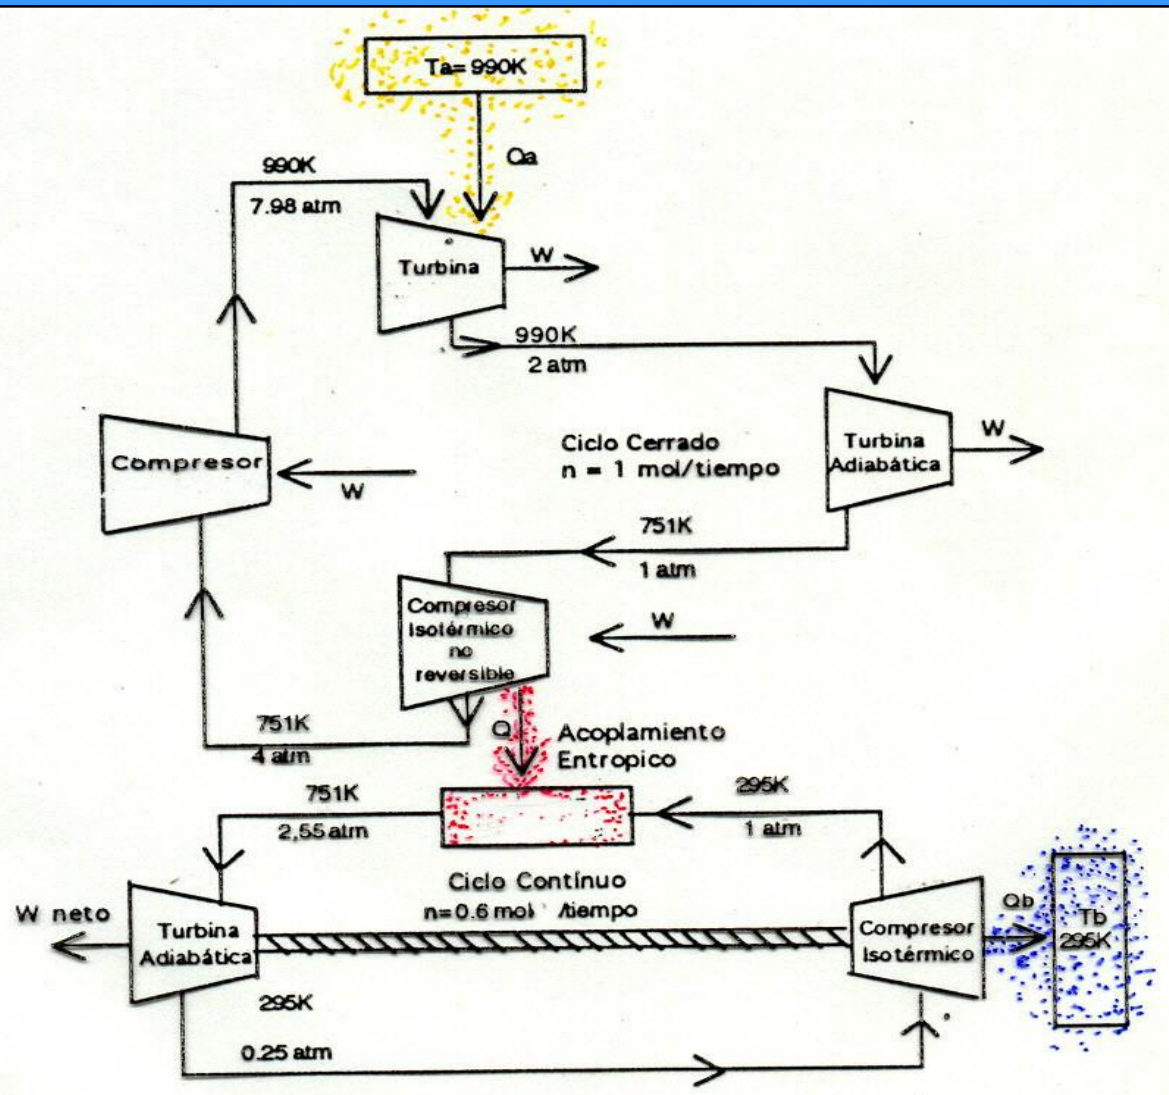 Ta= 990K
Qa
990K
7.98 atm
Turbina
W
990K
2 atm
Turbina
Adiabática
W
Ciclo Cerrado
n = 1 mol/tiempo
Compresor
W
751K
1 atm
Compresor
Isotérmico
no
reversible
W
751K
4 atm
Q
Acoplamiento
Entropico
751K
2,55 atm
295K
1 atm
Ciclo Contínuo
n=0.6 mol /tiempo
W neto
Turbina
Adiabática
Compresor
Isotérmico
Qb
Tb
295K
295K
0.25 atm